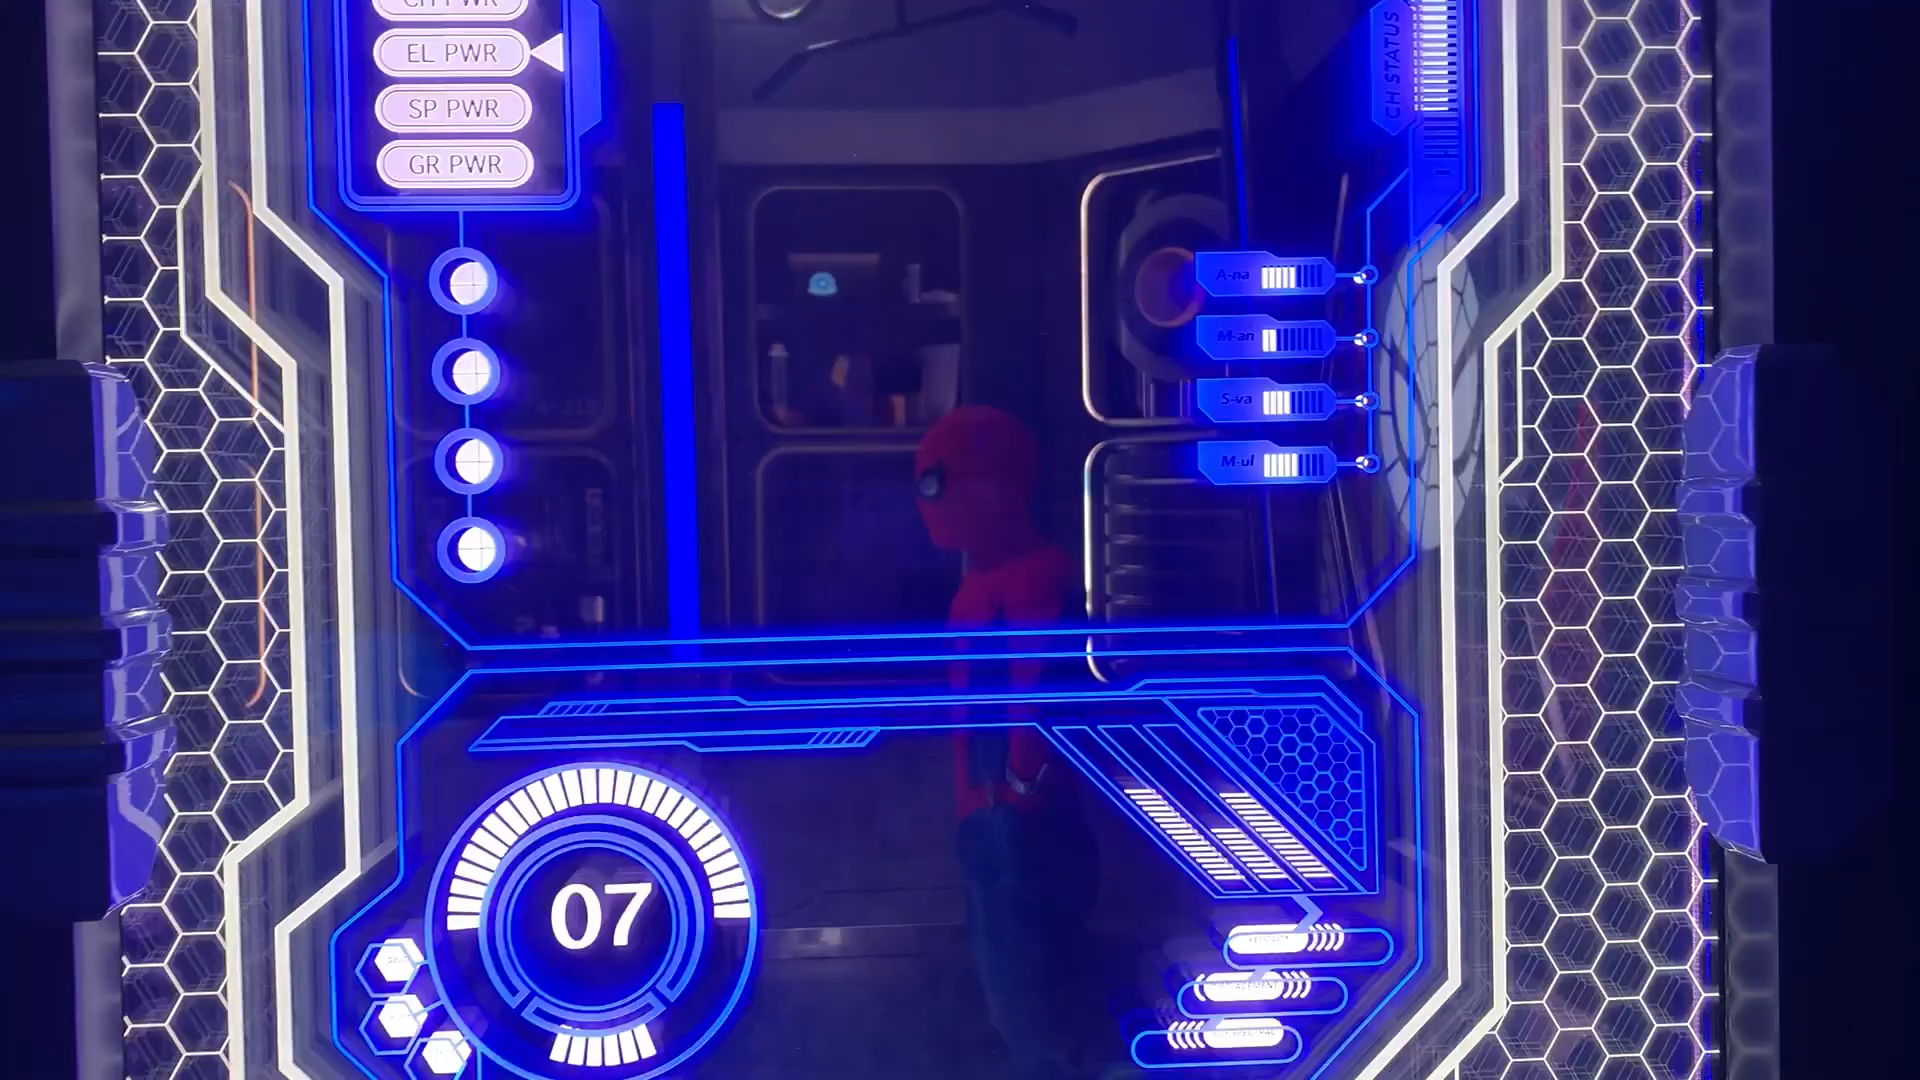 EL PWR
SP PWR
GR PWR
CH STATUS
A-na
M-an
S-va
M-ul
07